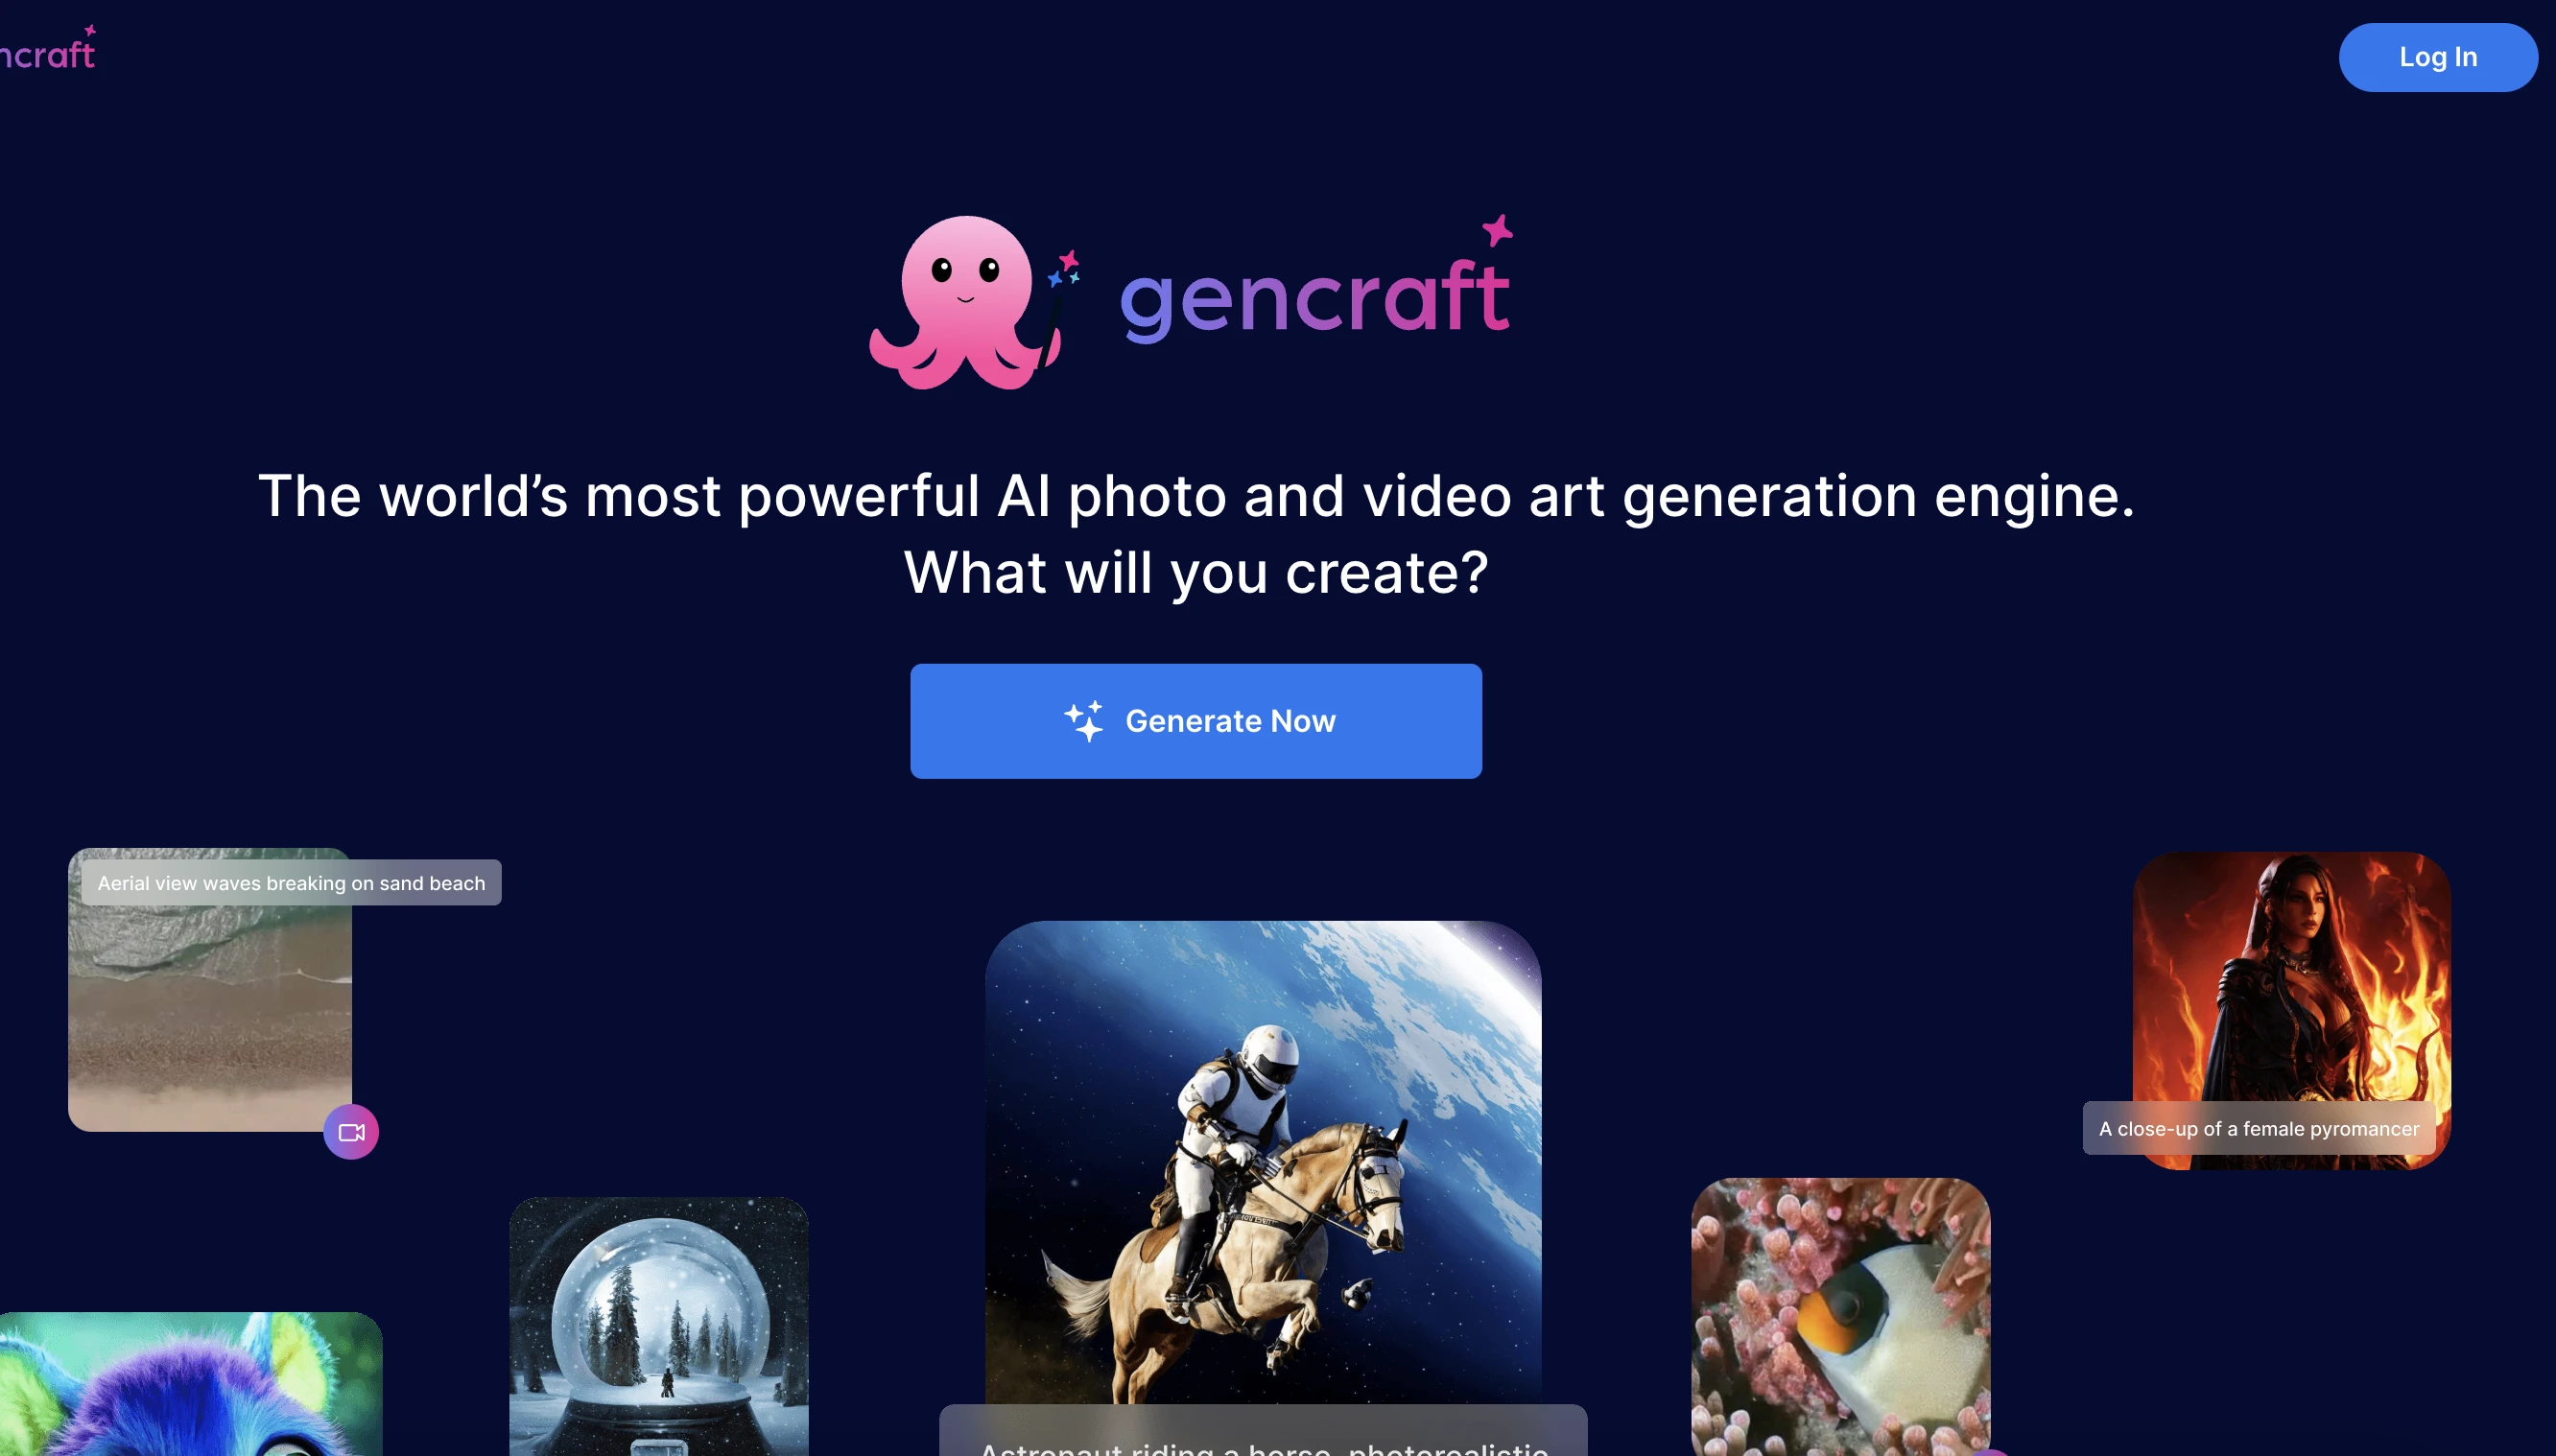 ncraft
Log In
gencraft
The world’s most powerful AI photo and video art generation engine.
What will you create?
Generate Now
Aerial view waves breaking on sand beach
A close-up of a female pyromancer
Astronaut riding a horse, photorealistic